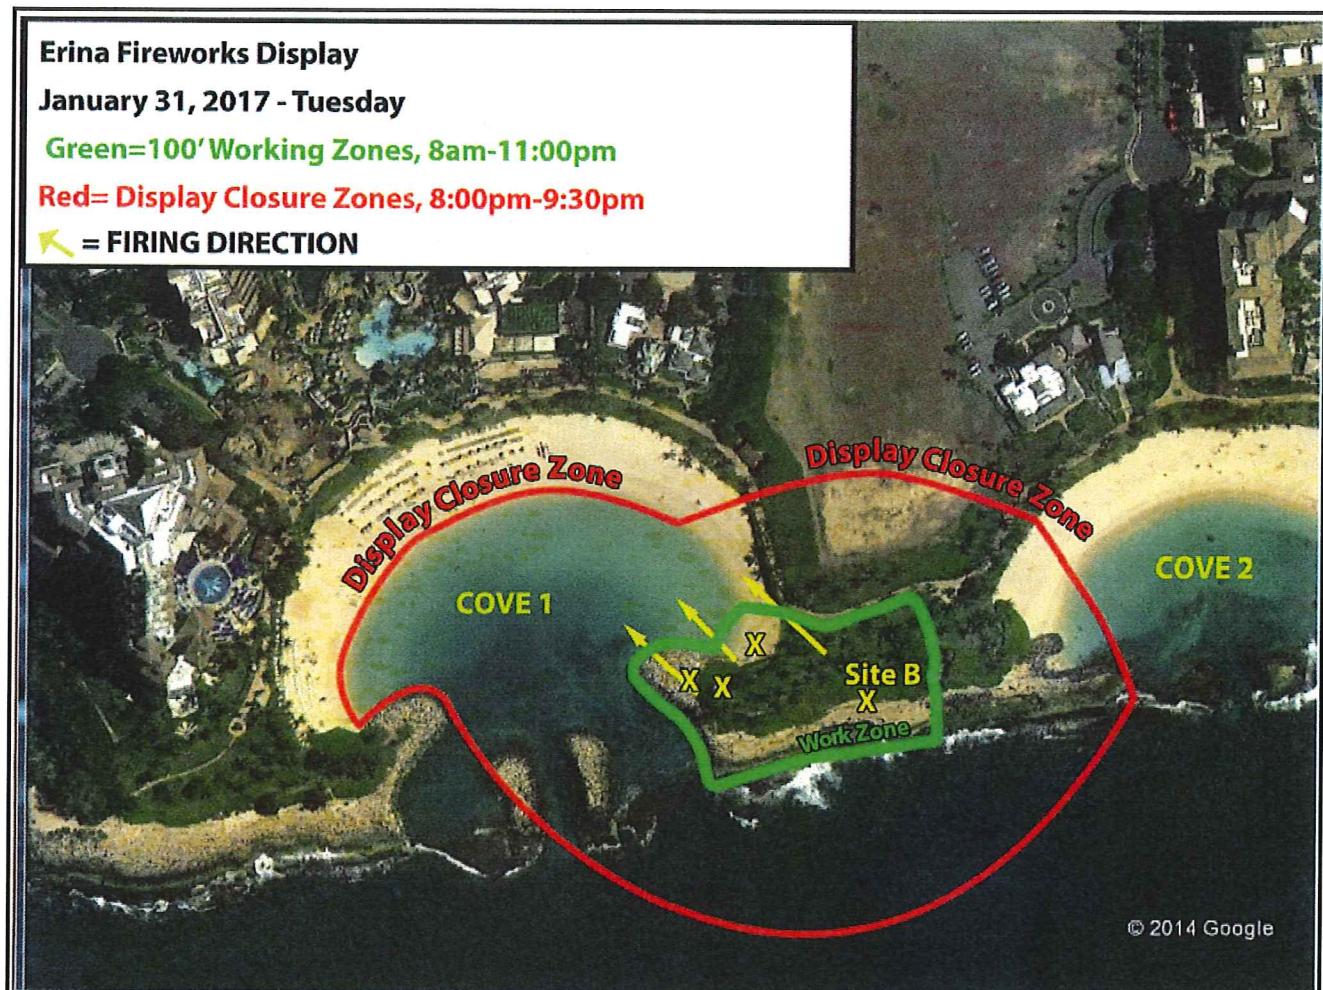 Erina Fireworks Display
January 31, 2017 - Tuesday
Green=100' Working Zones, 8am-11:00pm
Red= Display Closure Zones, 8:00pm-9:30pm
= FIRING DIRECTION
Display Closure Zone
Display Closure Zone
COVE 1
COVE 2
X
X
X
Site B
X
Work Zone
© 2014 Google